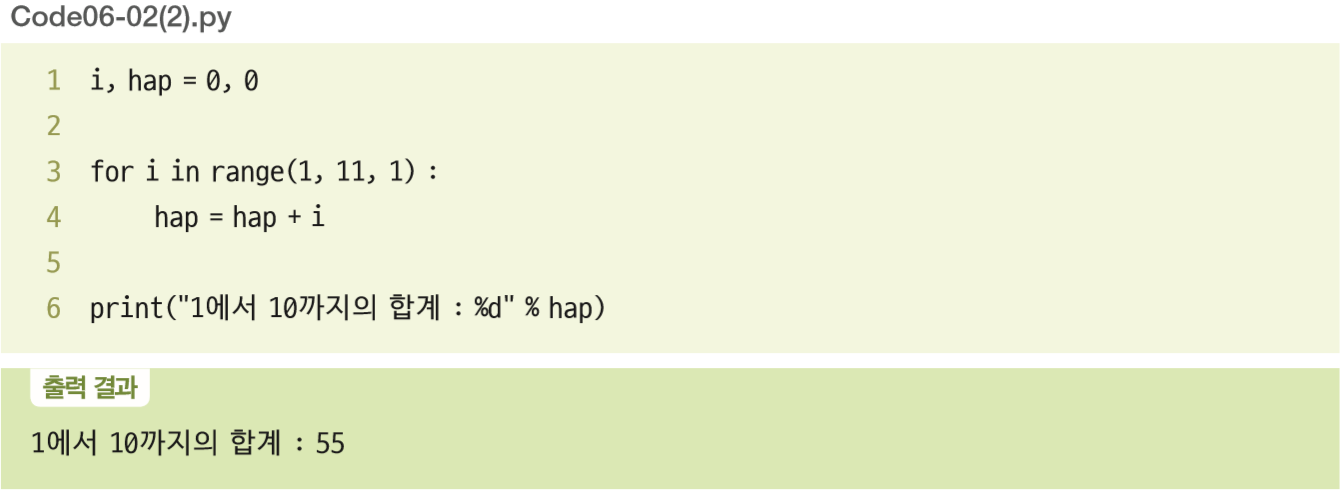 Code06-02(2).py
1 i, hap = 0, 0
2
3 for i in range(1, 11, 1) :
4     hap = hap + i
5
6 print("1에서 10까지의 합계 : %d" % hap)
출력 결과
1에서 10까지의 합계 : 55